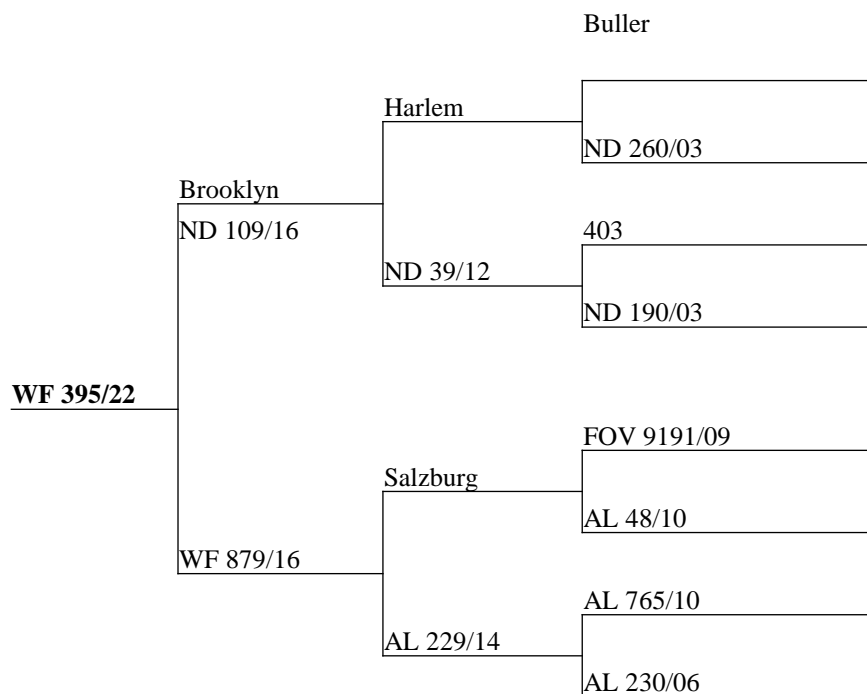 Buller
Harlem
ND 260/03
Brooklyn
ND 109/16
403
ND 39/12
ND 190/03
WF 395/22
FOV 9191/09
Salzburg
AL 48/10
WF 879/16
AL 765/10
AL 229/14
AL 230/06